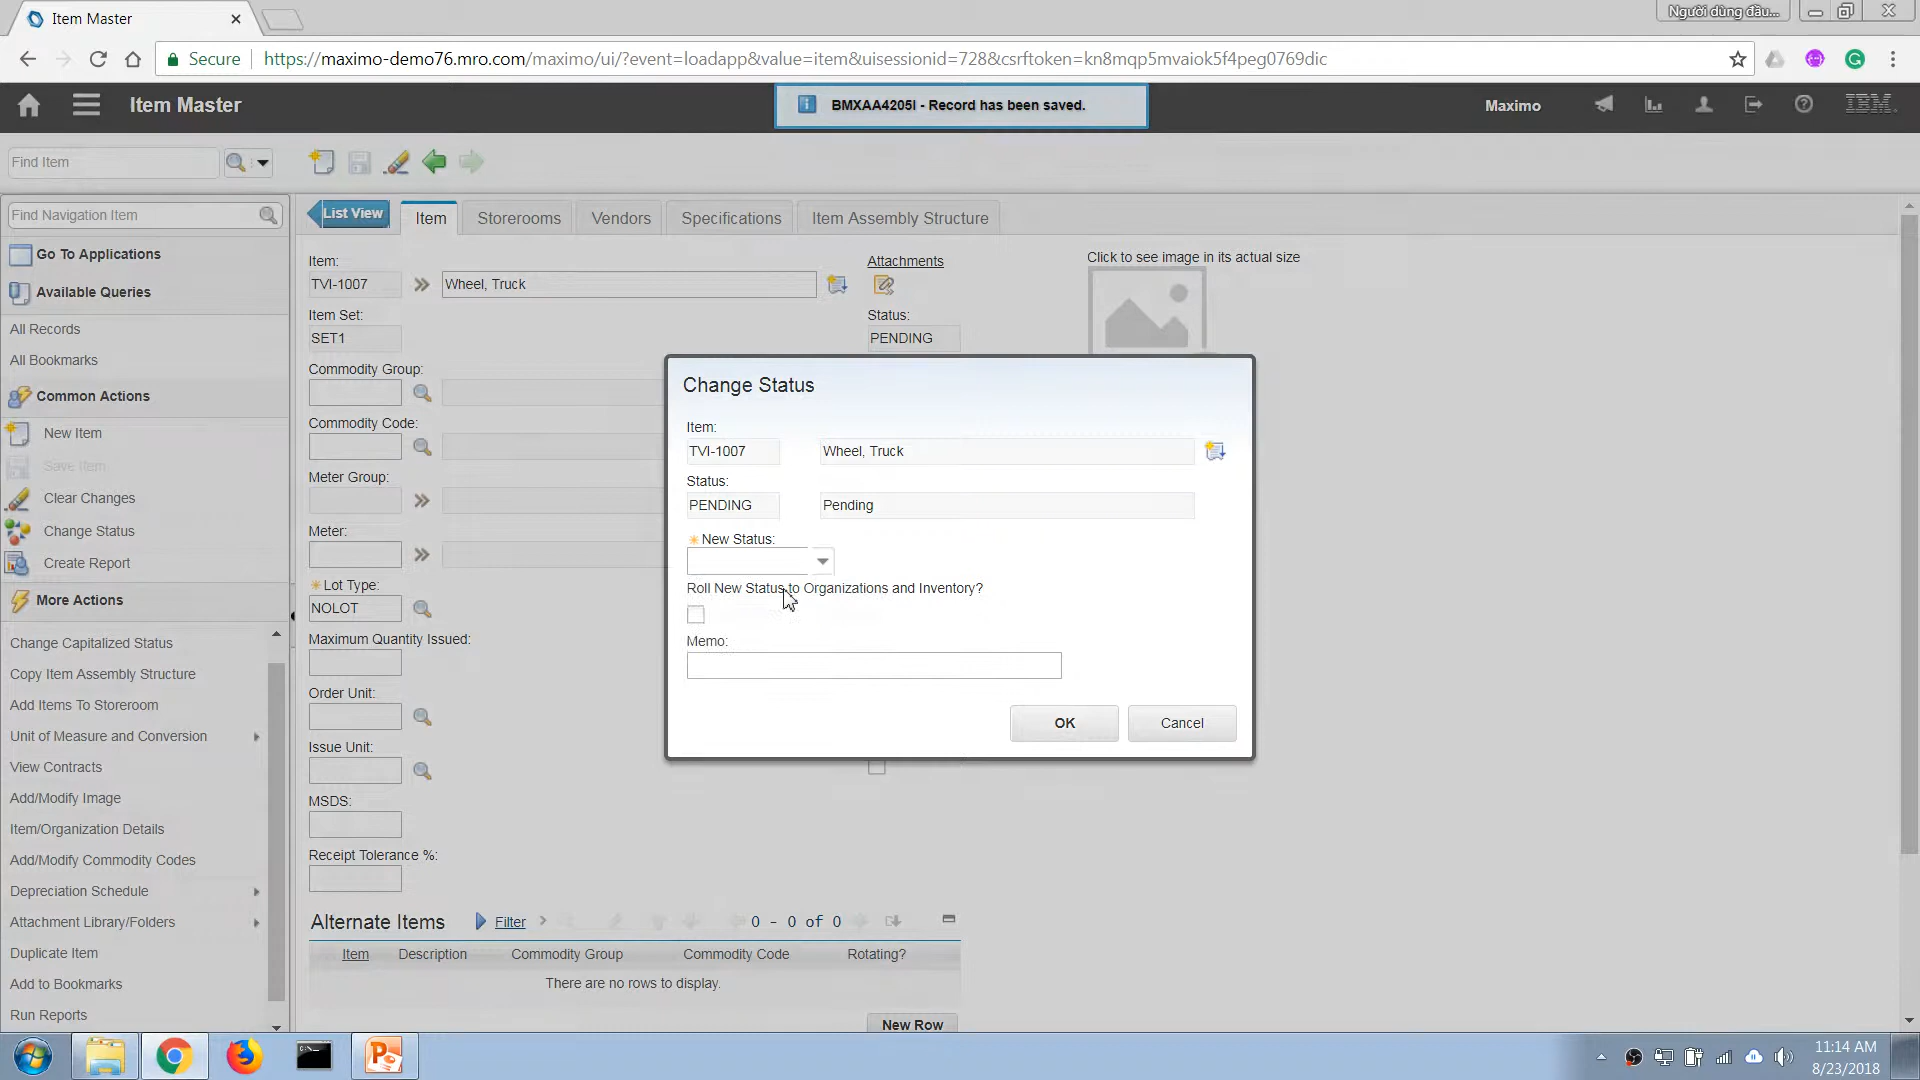 Item Master
Người dùng đầu...
Secure
https://maximo-demo76.mro.com/maximo/ui/?event=loadapp&value=item&uisessionid=728&csrftoken=kn8mqp5mvaiok5f4peg0769dic
Item Master
BMXAA4205I - Record has been saved.
Maximo
IBM.
Find Item
Find Navigation Item
Go To Applications
Available Queries
All Records
All Bookmarks
Common Actions
New Item
Save Item
Clear Changes
Change Status
Create Report
More Actions
Change Capitalized Status
Copy Item Assembly Structure
Add Items To Storeroom
Unit of Measure and Conversion
View Contracts
Add/Modify Image
Item/Organization Details
Add/Modify Commodity Codes
Depreciation Schedule
Attachment Library/Folders
Duplicate Item
Add to Bookmarks
Run Reports
List View
Item
Storerooms
Vendors
Specifications
Item Assembly Structure
Item:
TVI-1007
Wheel, Truck
Attachments
Click to see image in its actual size
Item Set:
SET1
Status:
PENDING
Commodity Group:
Commodity Code:
Meter Group:
Meter:
Lot Type:
NOLOT
Maximum Quantity Issued:
Order Unit:
Issue Unit:
MSDS:
Receipt Tolerance %:
Change Status
Item:
TVI-1007
Wheel, Truck
Status:
PENDING
Pending
New Status:
Roll New Status to Organizations and Inventory?
Memo:
OK
Cancel
Alternate Items
Filter
0 - 0 of 0
Item
Description
Commodity Group
Commodity Code
Rotating?
There are no rows to display.
New Row
11:14 AM
8/23/2018